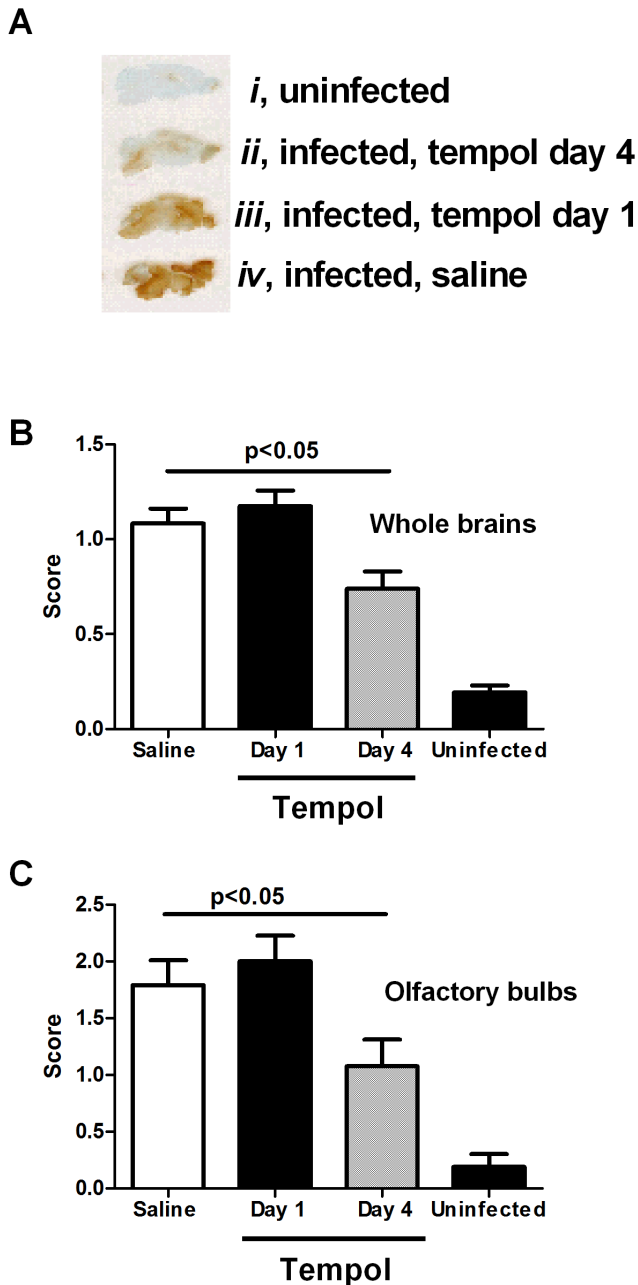 A
i, uninfected
ii, infected, tempol day 4
iii, infected, tempol day 1
iv, infected, saline
B
1.5
1.0
0.5
0.0
Score
p<0.05
Whole brains
Saline Day 1 Day 4 Uninfected
Tempol
C
2.5
2.0
1.5
1.0
0.5
0.0
Score
p<0.05
Olfactory bulbs
Saline Day 1 Day 4 Uninfected
Tempol